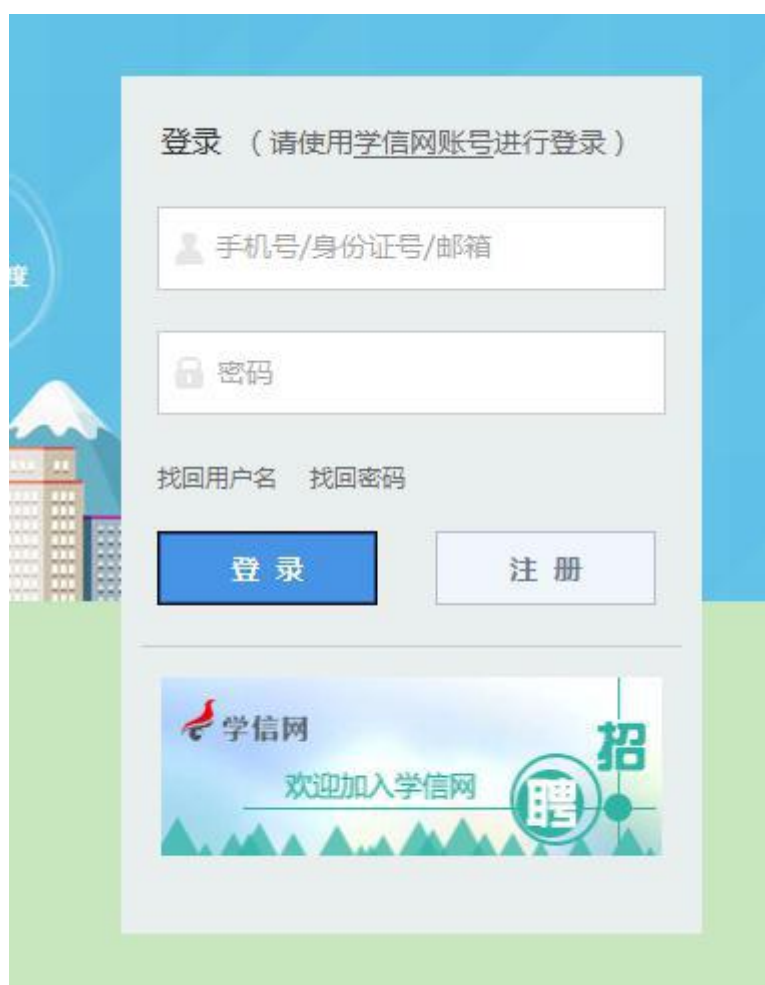 登录 （请使用学信网账号进行登录）
度
手机号/身份证号/邮箱
密码
找回用户名 找回密码
登 录 注 册
学信网
招
欢迎加入学信网
聘